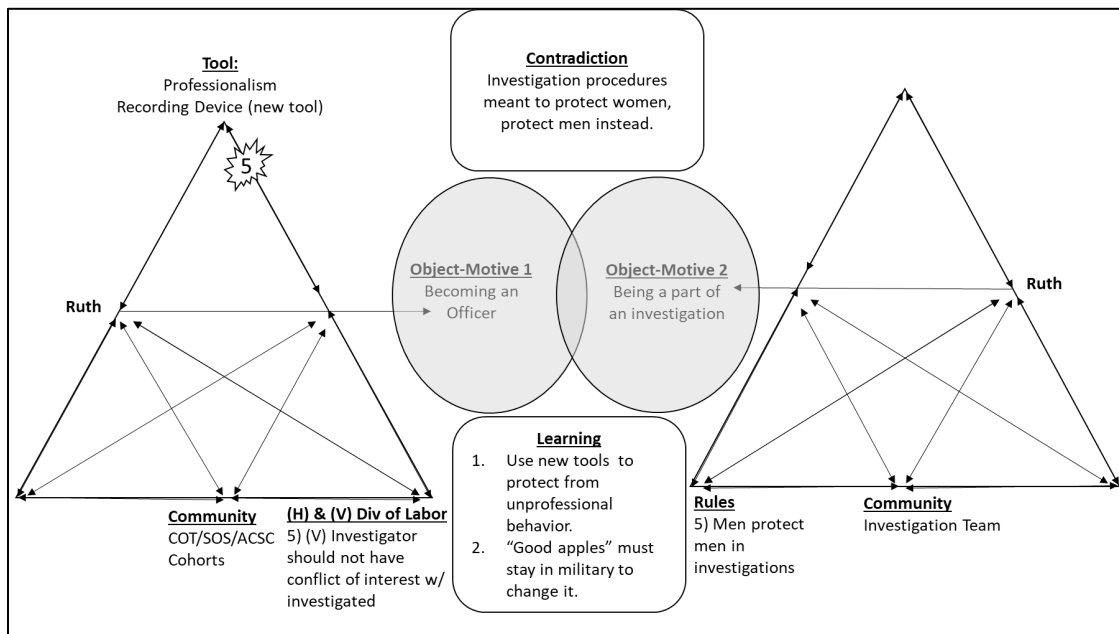 Tool:
Professionalism
Recording Device (new tool)
5
Ruth
Community
COT/SOS/ACSC
Cohorts
(H) & (V) Div of Labor
5) (V) Investigator
should not have
conflict of interest w/
investigated
Contradiction
Investigation procedures
meant to protect women,
protect men instead.
Object-Motive 1
Becoming an
Officer
Object-Motive 2
Being a part of
an investigation
Learning
1. Use new tools to
protect from
unprofessional
behavior.
2. “Good apples” must
stay in military to
change it.
Ruth
Rules
5) Men protect
men in
investigations
Community
Investigation Team